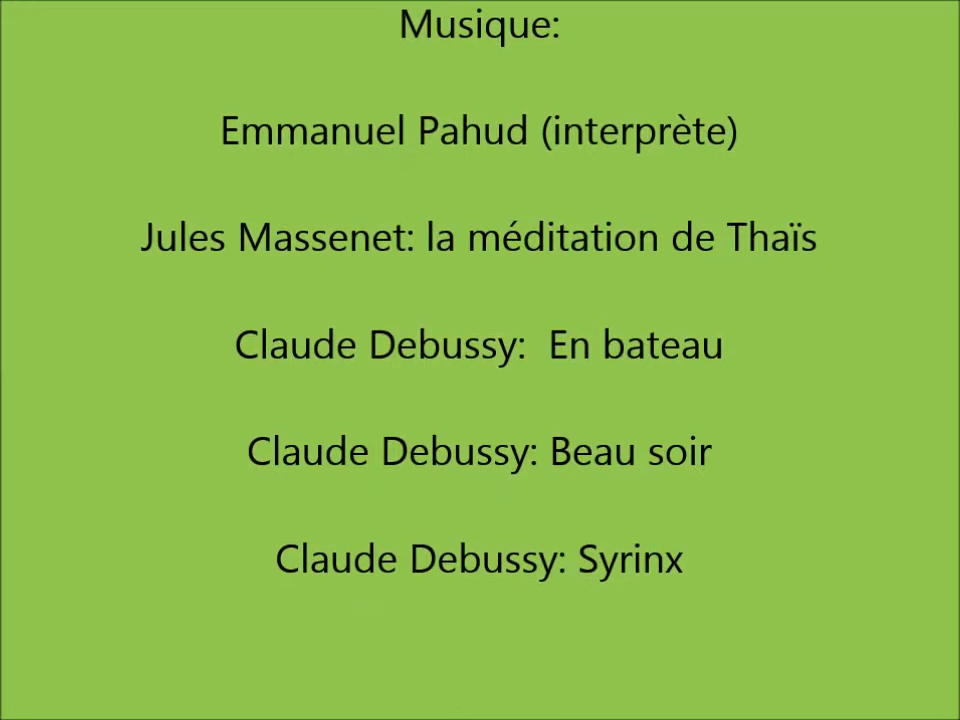 Musique:
Emmanuel Pahud (interprète)
Jules Massenet: la méditation de Thaïs
Claude Debussy:  En bateau
Claude Debussy: Beau soir
Claude Debussy: Syrinx